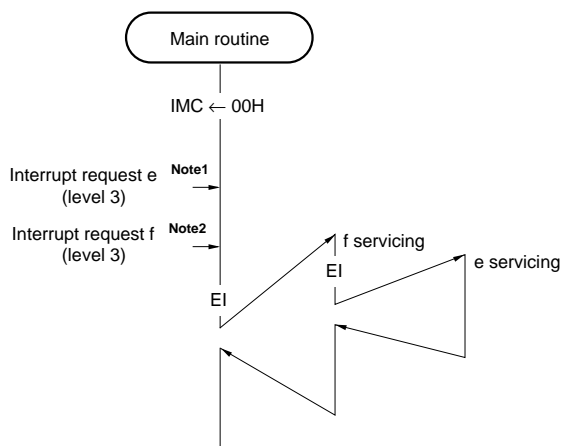 Main routine
IMC ← 00H
Interrupt request e Note1
(level 3)
Interrupt request f Note2
(level 3)
f servicing
EI
e servicing
EI